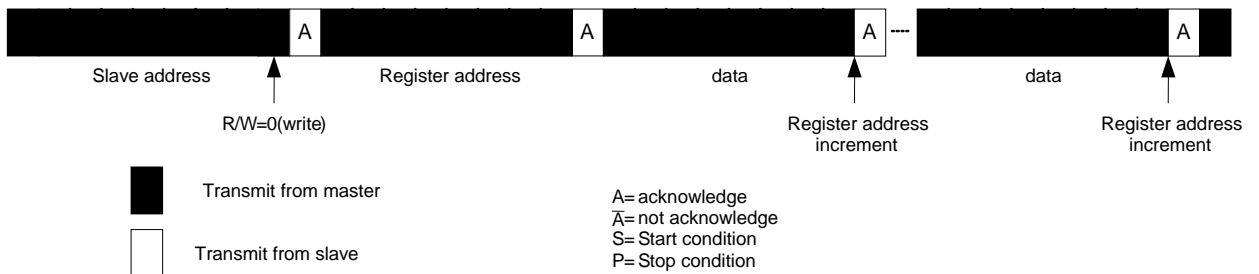 A A A A
Slave address Register address data data
R/W=0(write)
Register address
increment
Register address
increment
Transmit from master
Transmit from slave
A= acknowledge
A̅= not acknowledge
S= Start condition
P= Stop condition